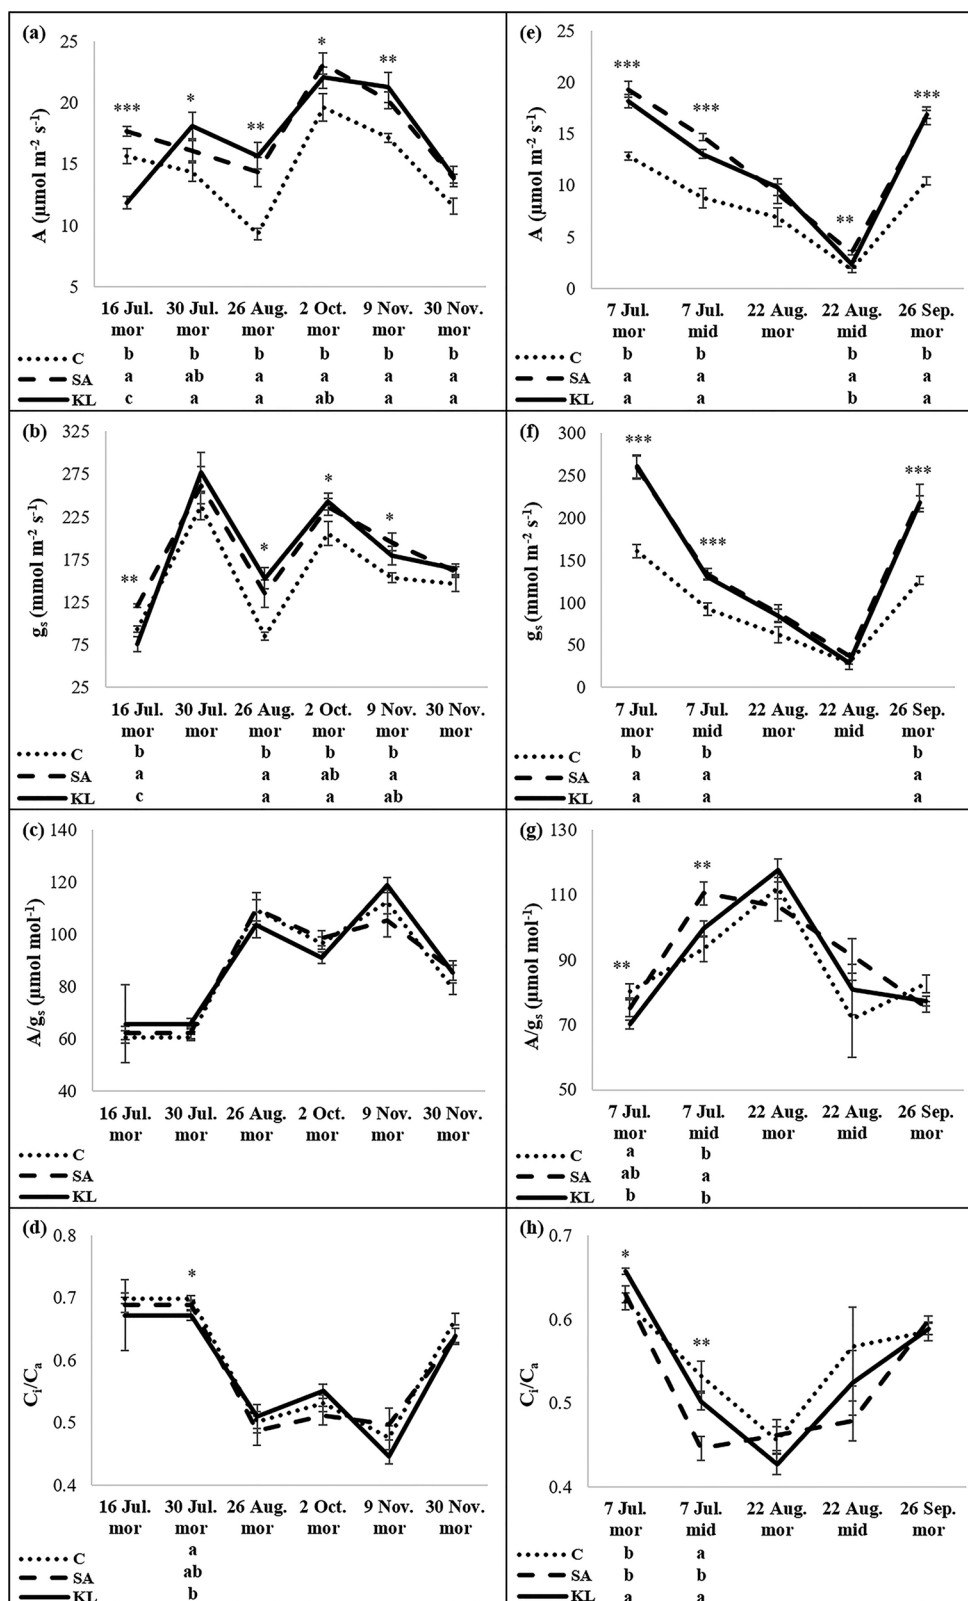 (a)
***
*
**
*
**
A (µmol m⁻² s⁻¹)
25
20
15
10
5
16 Jul. 30 Jul. 26 Aug. 2 Oct. 9 Nov. 30 Nov.
mor mor mor mor mor mor
C b b b b b b
SA a ab a a a a
KL c a a ab a a
(e)
***
***
**
***
A (µmol m⁻² s⁻¹)
25
20
15
10
5
0
7 Jul. 7 Jul. 22 Aug. 22 Aug. 26 Sep.
mor mid mor mid mor
C b b b b
SA a a a a
KL a a b a
(b)
**
*
*
*
gs (mmol m⁻² s⁻¹)
325
275
225
175
125
75
25
16 Jul. 30 Jul. 26 Aug. 2 Oct. 9 Nov. 30 Nov.
mor mor mor mor mor mor
C b b b b
SA a a ab a
KL c a a ab
(f)
***
***
***
gs (mmol m⁻² s⁻¹)
300
250
200
150
100
50
0
7 Jul. 7 Jul. 22 Aug. 22 Aug. 26 Sep.
mor mid mor mid mor
C b b b
SA a a a
KL a a a
(c)
A/gs (µmol mol⁻¹)
140
120
100
80
60
40
16 Jul. 30 Jul. 26 Aug. 2 Oct. 9 Nov. 30 Nov.
mor mor mor mor mor mor
C
SA
KL
(g)
**
**
A/gs (µmol mol⁻¹)
130
110
90
70
50
7 Jul. 7 Jul. 22 Aug. 22 Aug. 26 Sep.
mor mid mor mid mor
C a b
SA ab a
KL b b
(d)
*
Ci/Ca
0.8
0.7
0.6
0.5
0.4
16 Jul. 30 Jul. 26 Aug. 2 Oct. 9 Nov. 30 Nov.
mor mor mor mor mor mor
C a
SA ab
KL b
(h)
*
**
Ci/Ca
0.7
0.6
0.5
0.4
7 Jul. 7 Jul. 22 Aug. 22 Aug. 26 Sep.
mor mid mor mid mor
C b a
SA b b
KL a a